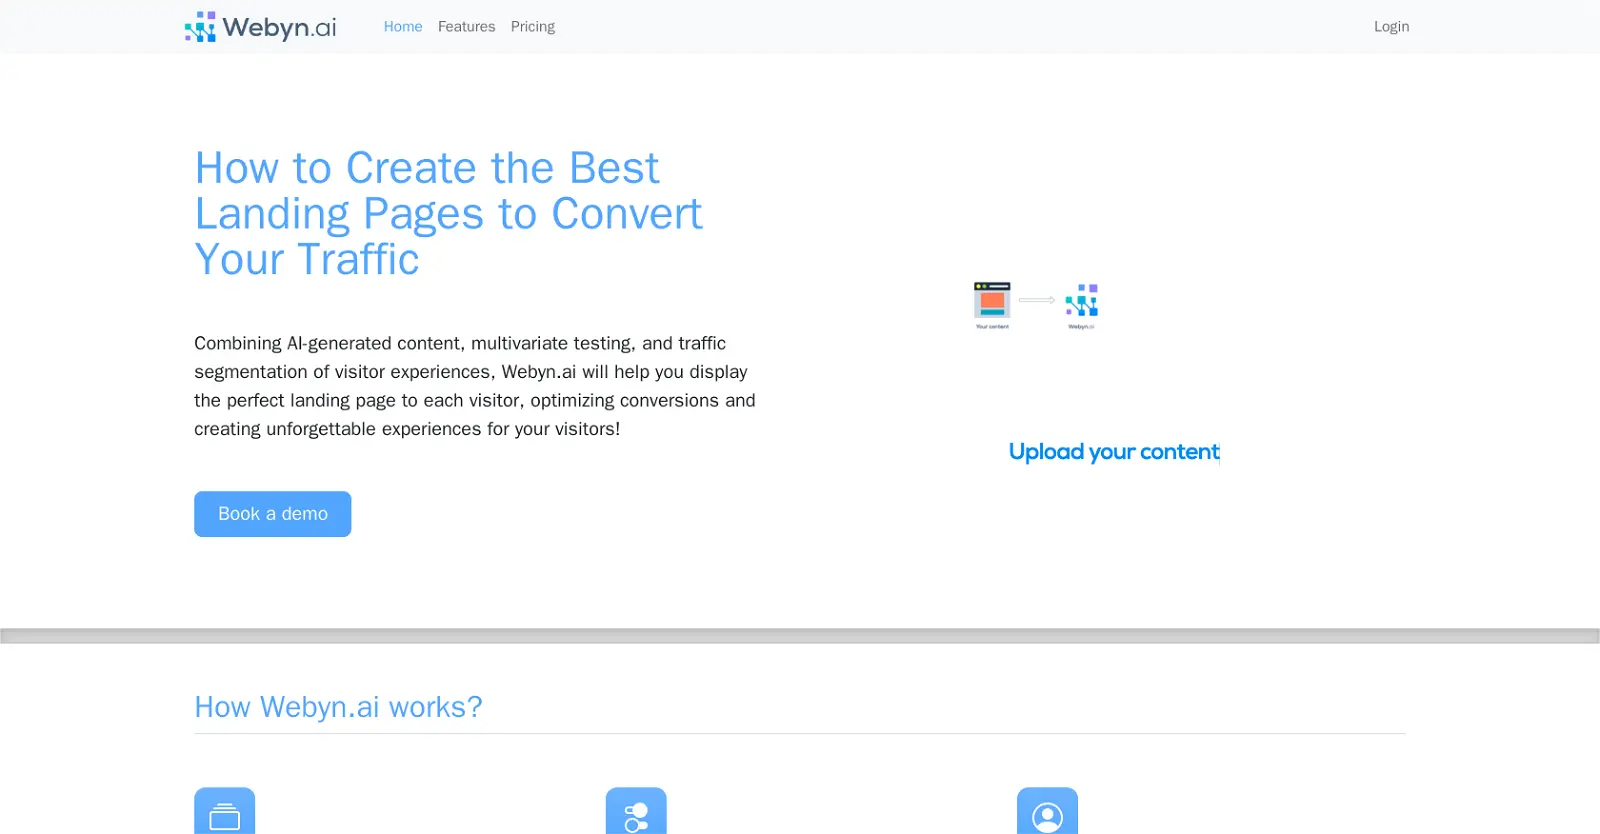 Webyn.ai
Home Features Pricing
Login
How to Create the Best
Landing Pages to Convert
Your Traffic
Combining AI-generated content, multivariate testing, and traffic
segmentation of visitor experiences, Webyn.ai will help you display
the perfect landing page to each visitor, optimizing conversions and
creating unforgettable experiences for your visitors!
Book a demo
Your content
Webyn.ai
Upload your content
How Webyn.ai works?